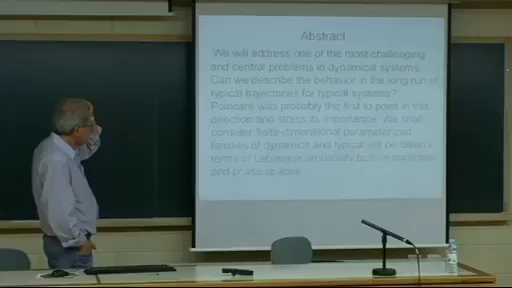 Abstract
We will address one of the most challenging
and central problems in dynamical systems:
Can we describe the behavior in the long run of
typical trajectories for typical systems?
Poincare was probably the first to point in this
direction and stress its importance. We shall
consider finite-dimensional parameterized
families of dynamics and typical will be taken in
terms of Lebesgue probability both in parameter
and phase spaces.